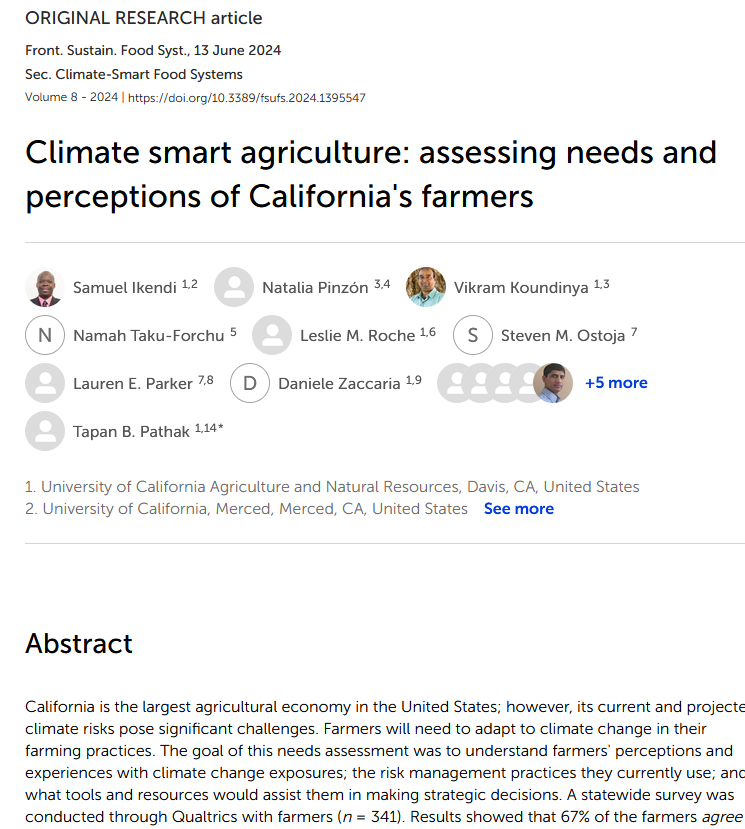 ORIGINAL RESEARCH article
Front. Sustain. Food Syst., 13 June 2024
Sec. Climate-Smart Food Systems
Volume 8 - 2024 | https://doi.org/10.3389/fsufs.2024.1395547
Climate smart agriculture: assessing needs and
perceptions of California's farmers
Samuel Ikendi 1,2 Natalia Pinzón 3,4 Vikram Koundinya 1,3
N Namah Taku-Forchu 5 Leslie M. Roche 1,6 S Steven M. Ostoja 7
Lauren E. Parker 7,8 D Daniele Zaccaria 1,9 +5 more
Tapan B. Pathak 1,14*
1. University of California Agriculture and Natural Resources, Davis, CA, United States
2. University of California, Merced, Merced, CA, United States See more
Abstract
California is the largest agricultural economy in the United States; however, its current and projecte
climate risks pose significant challenges. Farmers will need to adapt to climate change in their
farming practices. The goal of this needs assessment was to understand farmers' perceptions and
experiences with climate change exposures; the risk management practices they currently use; and
what tools and resources would assist them in making strategic decisions. A statewide survey was
conducted through Qualtrics with farmers (n = 341). Results showed that 67% of the farmers agree